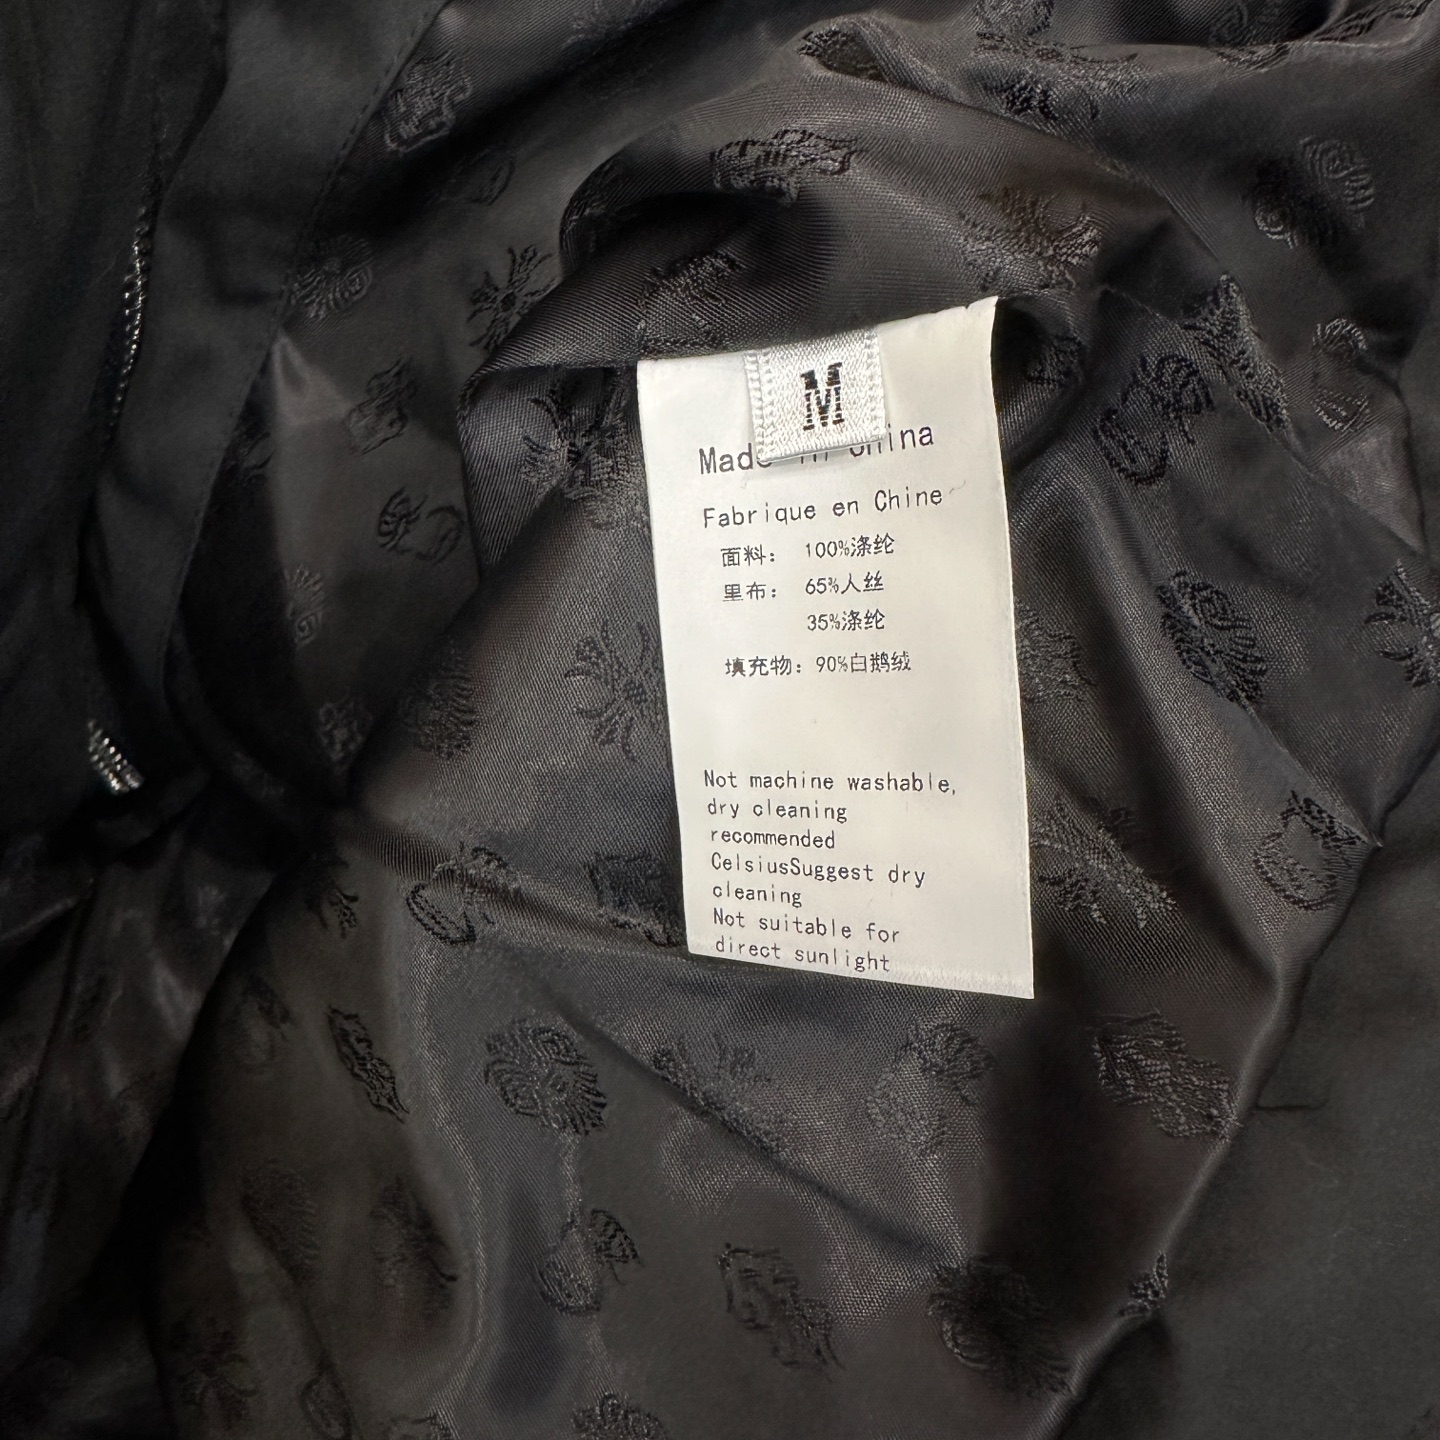 M
Made in China
Fabrique en Chine
面料： 100%涤纶
里布： 65%人丝
35%涤纶
填充物：90%白鹅绒
Not machine washable,
dry cleaning
recommended
CelsiusSuggest dry
cleaning
Not suitable for
direct sunlight